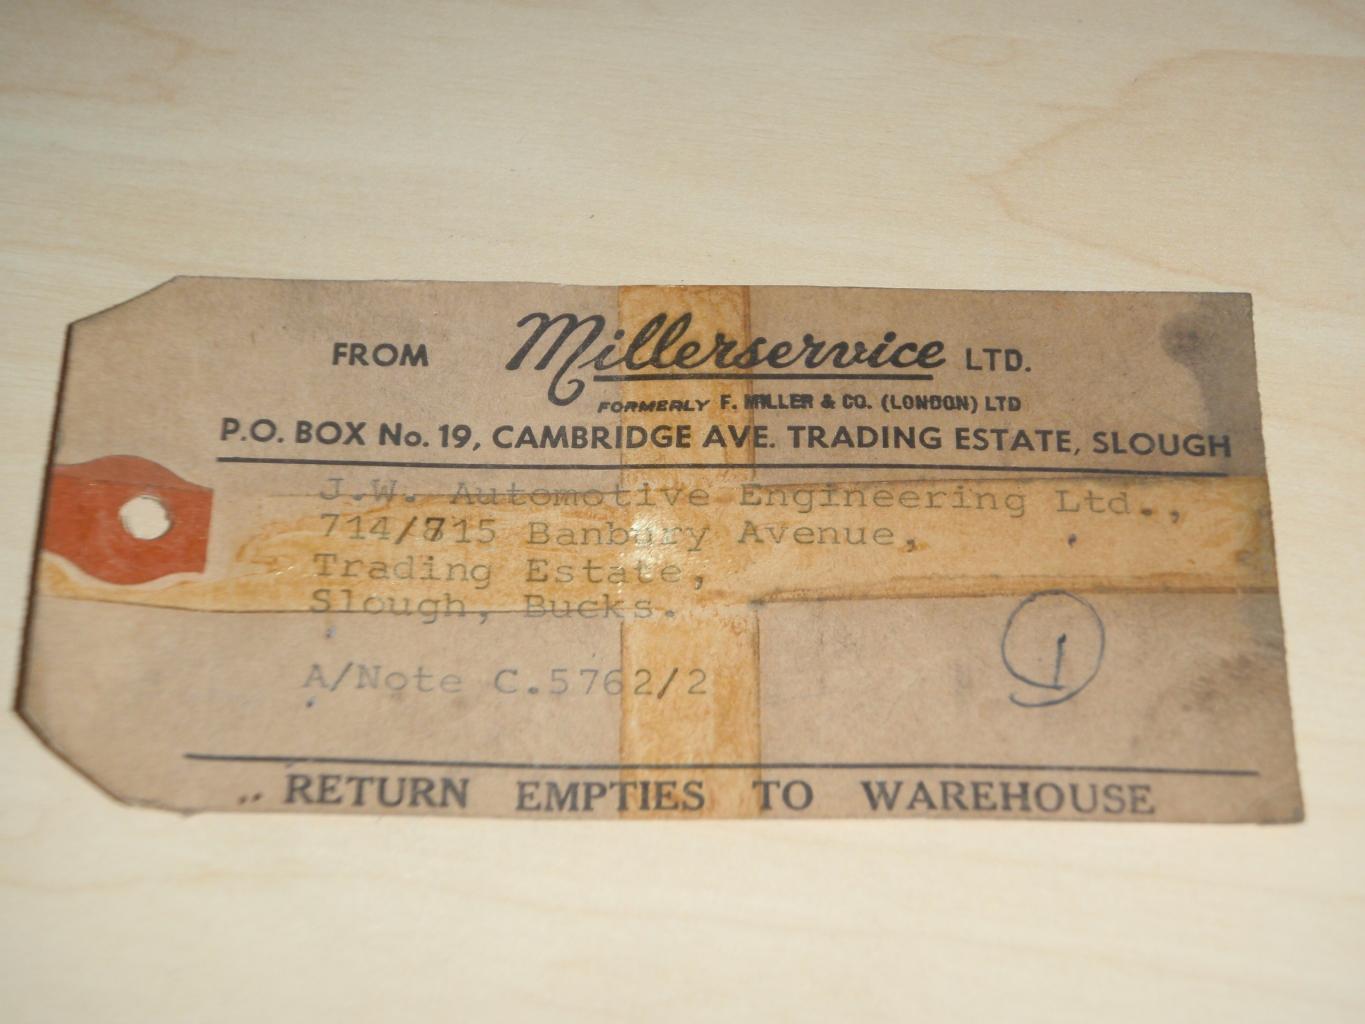 FROM Millerservice LTD.
FORMERLY F. MILLER & CO. (LONDON) LTD
P.O. BOX No. 19, CAMBRIDGE AVE. TRADING ESTATE, SLOUGH
J.W. Automotive Engineering Ltd.,
714/715 Banbury Avenue,
Trading Estate,
Slough, Bucks.
A/Note C.5762/2
1
RETURN EMPTIES TO WAREHOUSE